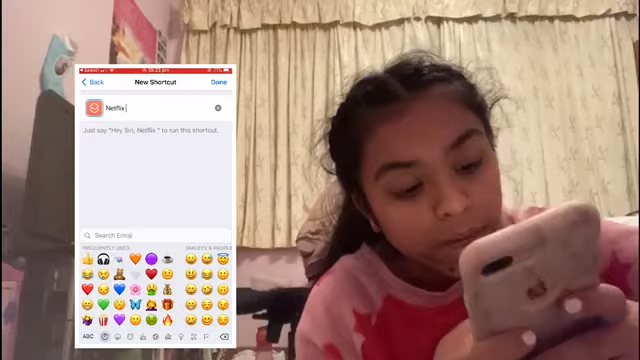 Search
10:23 pm
Back
New Shortcut
Done
Netflix
Just say "Hey Siri, Netflix " to run this shortcut.
Search Emoji
FREQUENTLY USED
SMILEYS & PEOPLE
ABC